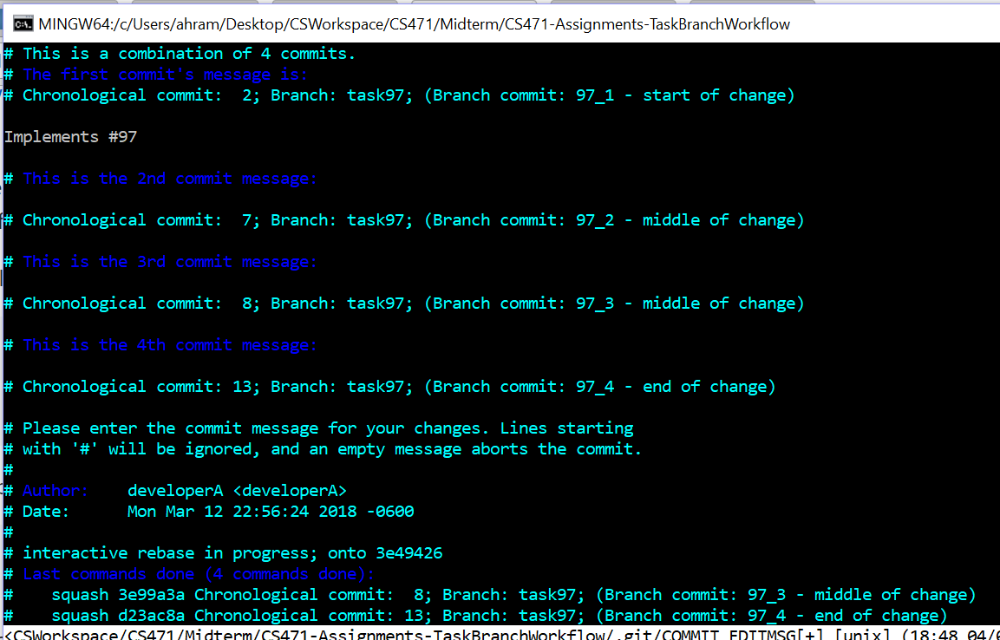 MINGW64:/c/Users/ahram/Desktop/CSWorkspace/CS471/Midterm/CS471-Assignments-TaskBranchWorkflow
# This is a combination of 4 commits.
# The first commit's message is:
# Chronological commit:  2; Branch: task97; (Branch commit: 97_1 - start of change)
Implements #97
# This is the 2nd commit message:
# Chronological commit:  7; Branch: task97; (Branch commit: 97_2 - middle of change)
# This is the 3rd commit message:
# Chronological commit:  8; Branch: task97; (Branch commit: 97_3 - middle of change)
# This is the 4th commit message:
# Chronological commit: 13; Branch: task97; (Branch commit: 97_4 - end of change)
# Please enter the commit message for your changes. Lines starting
# with '#' will be ignored, and an empty message aborts the commit.
#
# Author:    developerA <developerA>
# Date:      Mon Mar 12 22:56:24 2018 -0600
#
# interactive rebase in progress; onto 3e49426
# Last commands done (4 commands done):
#    squash 3e99a3a Chronological commit:  8; Branch: task97; (Branch commit: 97_3 - middle of change)
#    squash d23ac8a Chronological commit: 13; Branch: task97; (Branch commit: 97_4 - end of change)
<CSWorkspace/CS471/Midterm/CS471-Assignments-TaskBranchWorkflow/.git/COMMIT_EDITMSG[+] [unix] (18:48 04/0